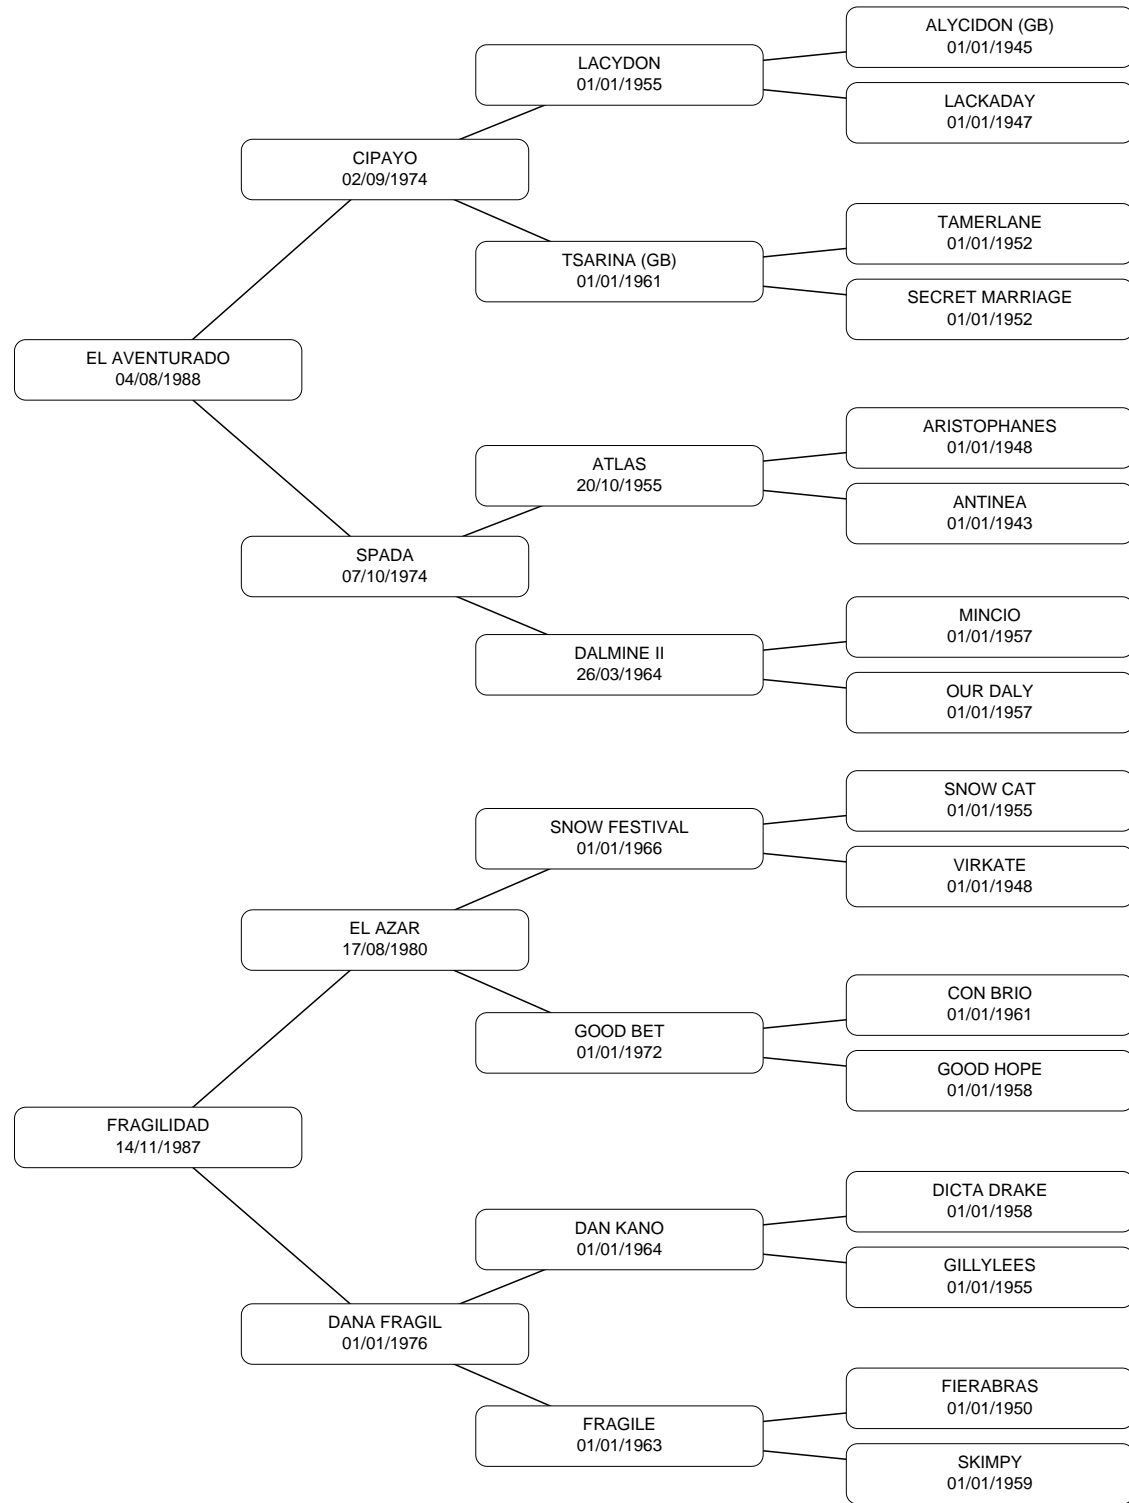 ALYCIDON (GB)
01/01/1945
LACYDON
01/01/1955
LACKADAY
01/01/1947
CIPAYO
02/09/1974
TAMERLANE
01/01/1952
TSARINA (GB)
01/01/1961
SECRET MARRIAGE
01/01/1952
EL AVENTURADO
04/08/1988
ARISTOPHANES
01/01/1948
ATLAS
20/10/1955
ANTINEA
01/01/1943
SPADA
07/10/1974
MINCIO
01/01/1957
DALMINE II
26/03/1964
OUR DALY
01/01/1957
SNOW CAT
01/01/1955
SNOW FESTIVAL
01/01/1966
VIRKATE
01/01/1948
EL AZAR
17/08/1980
CON BRIO
01/01/1961
GOOD BET
01/01/1972
GOOD HOPE
01/01/1958
FRAGILIDAD
14/11/1987
DICTA DRAKE
01/01/1958
DAN KANO
01/01/1964
GILLYLEES
01/01/1955
DANA FRAGIL
01/01/1976
FIERABRAS
01/01/1950
FRAGILE
01/01/1963
SKIMPY
01/01/1959